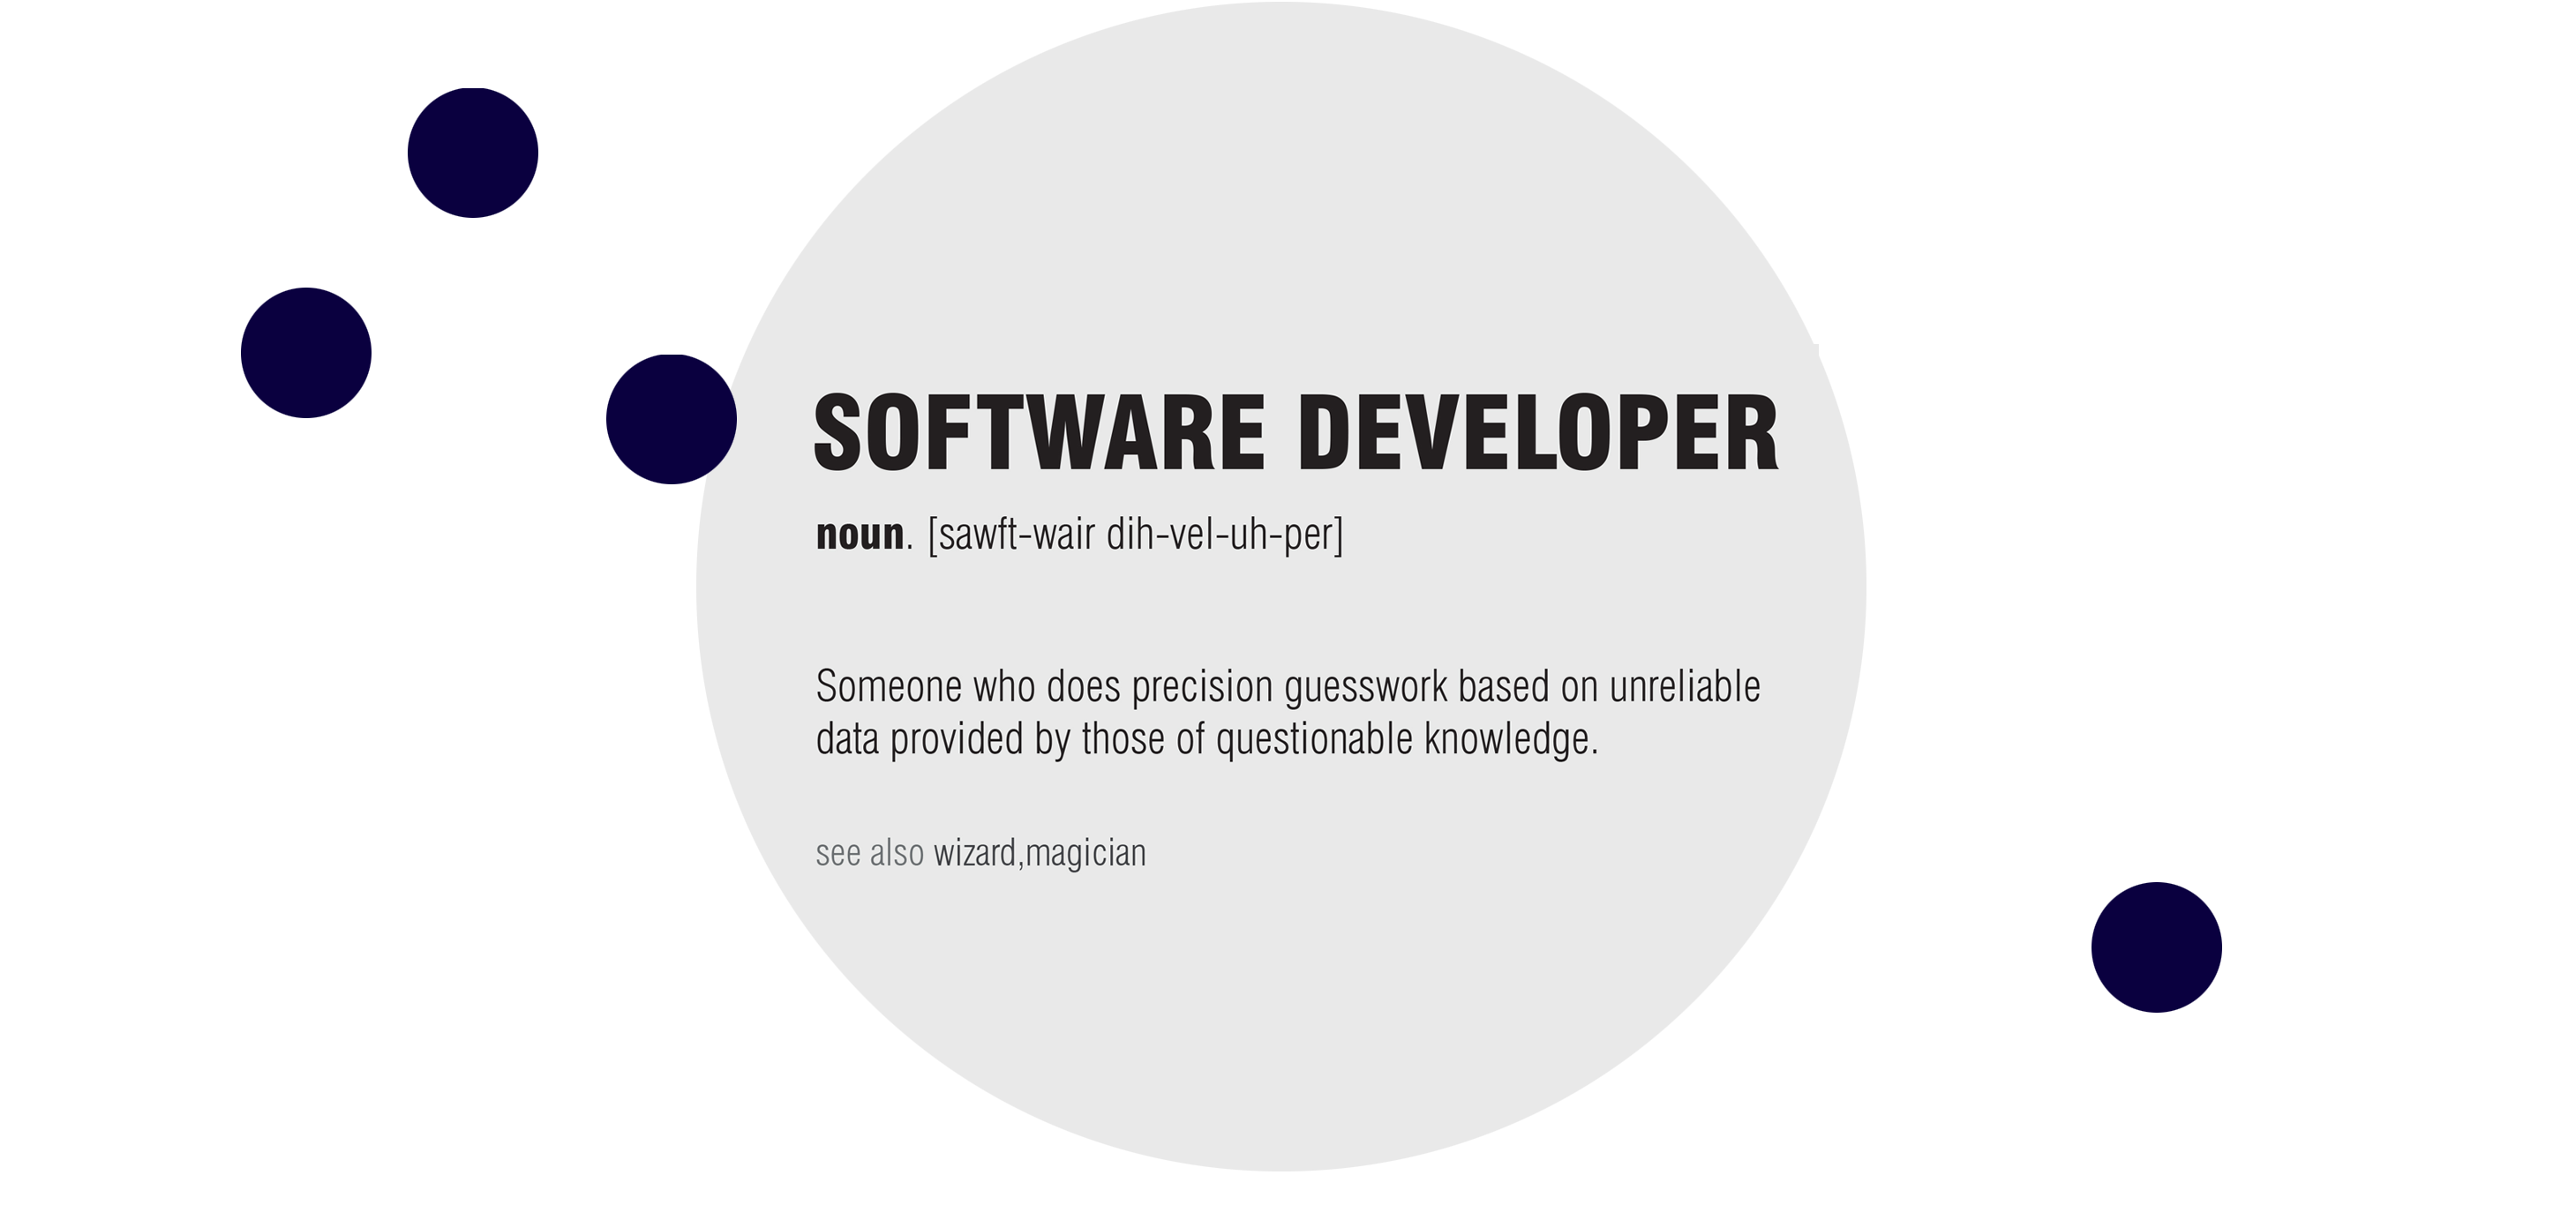 SOFTWARE DEVELOPER
noun. [sawft-wair dih-vel-uh-per]
Someone who does precision guesswork based on unreliable
data provided by those of questionable knowledge.
see also wizard,magician